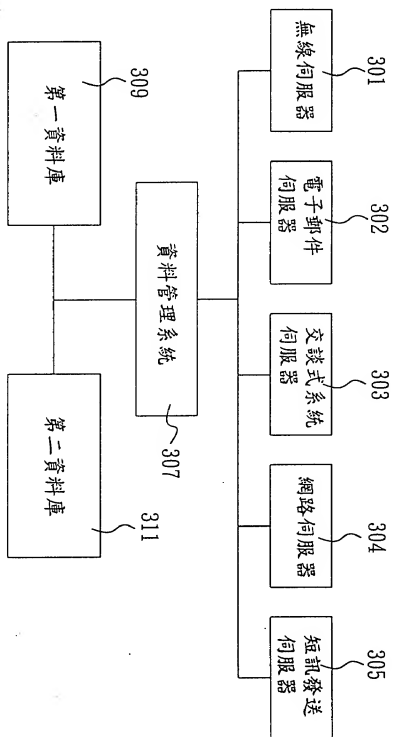 301
無線伺服器
302
電子郵件
伺服器
303
交談式系統
伺服器
304
網路伺服器
305
短訊發送
伺服器
資料管理系統
307
309
第一資料庫
第二資料庫
311